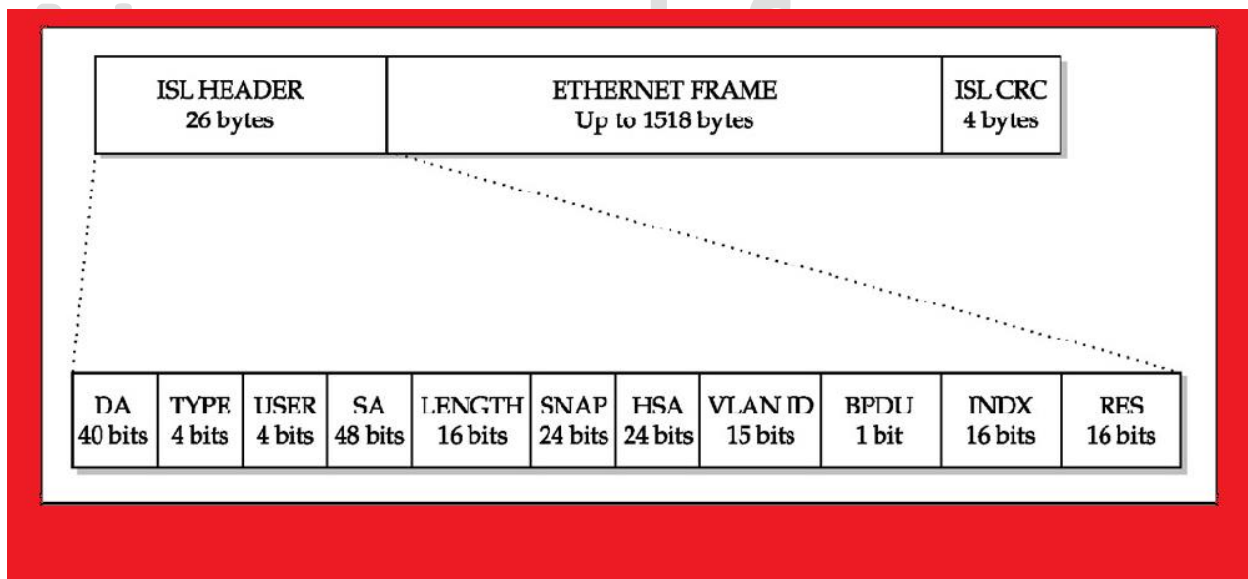 ISL HEADER
26 bytes
ETHERNET FRAME
Up to 1518 bytes
ISL CRC
4 bytes
DA
40 bits
TYPE
4 bits
USER
4 bits
SA
48 bits
LENGTH
16 bits
SNAP
24 bits
HSA
24 bits
VLAN ID
15 bits
BPDU
1 bit
INDX
16 bits
RES
16 bits